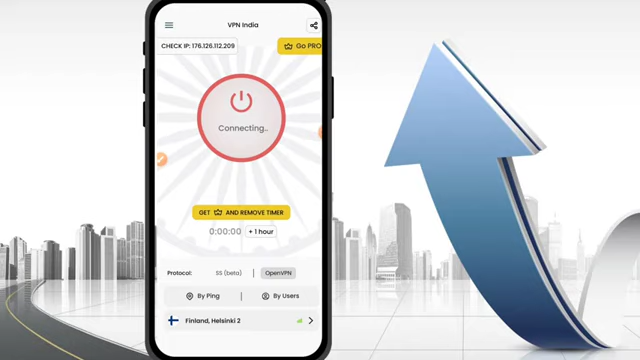 VPN India
CHECK IP: 176.126.112.209
Go PRO
Connecting..
GET AND REMOVE TIMER
0:00:00 + 1 hour
Protocol: SS (beta) OpenVPN
By Ping By Users
Finland, Helsinki 2